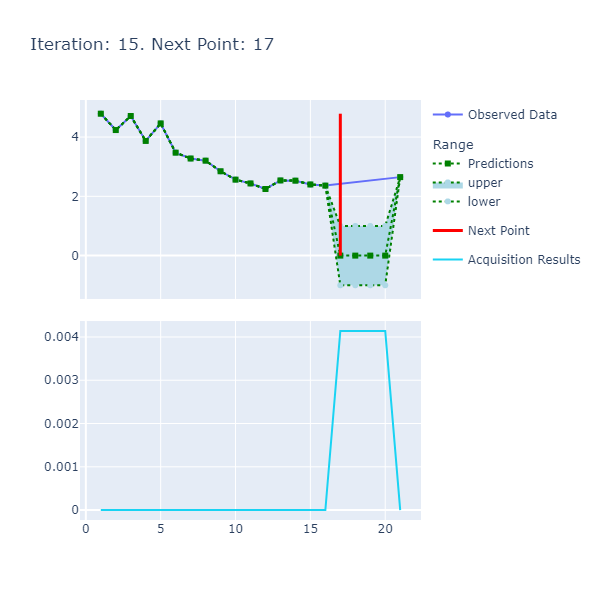 Iteration: 15. Next Point: 17
4
2
0
Observed Data
Range
Predictions
upper
lower
Next Point
Acquisition Results
0.004
0.003
0.002
0.001
0
0 5 10 15 20